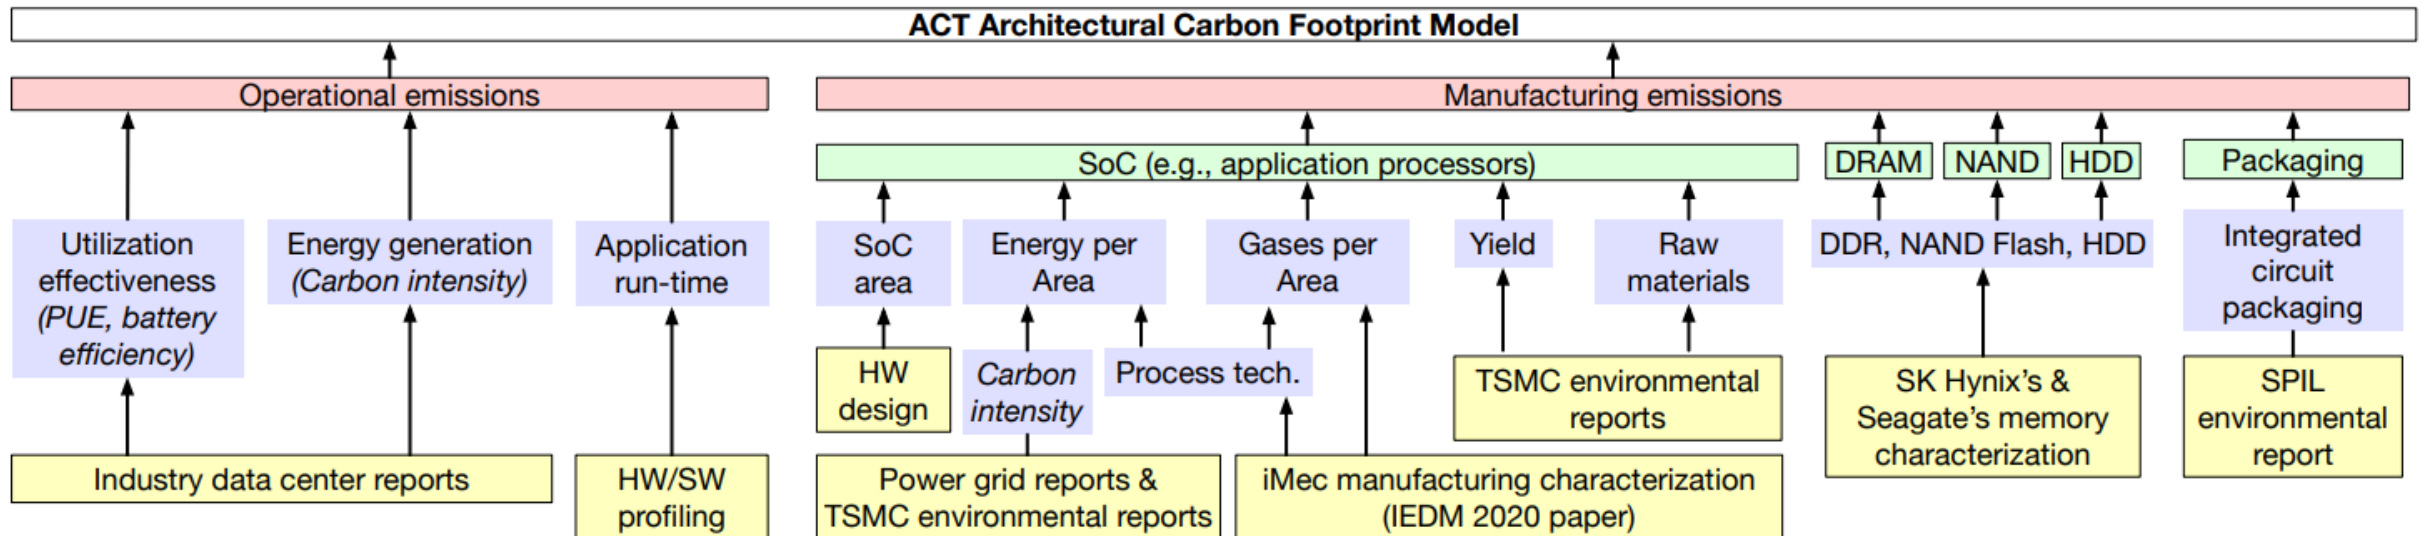 ACT Architectural Carbon Footprint Model
Operational emissions
Manufacturing emissions
SoC (e.g., application processors)
DRAM
NAND
HDD
Packaging
Utilization
effectiveness
(PUE, battery
efficiency)
Energy generation
(Carbon intensity)
Application
run-time
SoC
area
Energy per
Area
Gases per
Area
Yield
Raw
materials
DDR, NAND Flash, HDD
Integrated
circuit
packaging
HW
design
Carbon
intensity
Process tech.
TSMC environmental
reports
SK Hynix's &
Seagate's memory
characterization
SPIL
environmental
report
Industry data center reports
HW/SW
profiling
Power grid reports &
TSMC environmental reports
iMec manufacturing characterization
(IEDM 2020 paper)